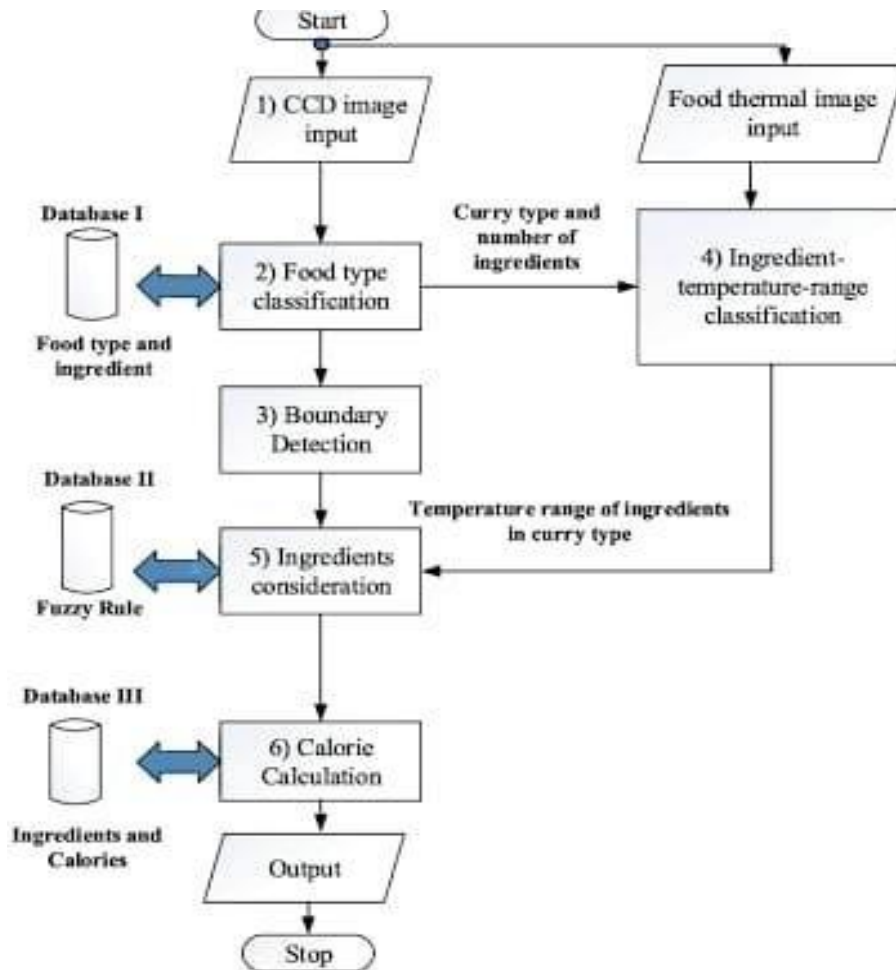 Start
1) CCD image
input
Food thermal image
input
Database I
Food type and
ingredient
2) Food type
classification
Curry type and
number of
ingredients
4) Ingredient-
temperature-range
classification
3) Boundary
Detection
Database II
Fuzzy Rule
5) Ingredients
consideration
Temperature range of ingredients
in curry type
Database III
Ingredients and
Calories
6) Calorie
Calculation
Output
Stop